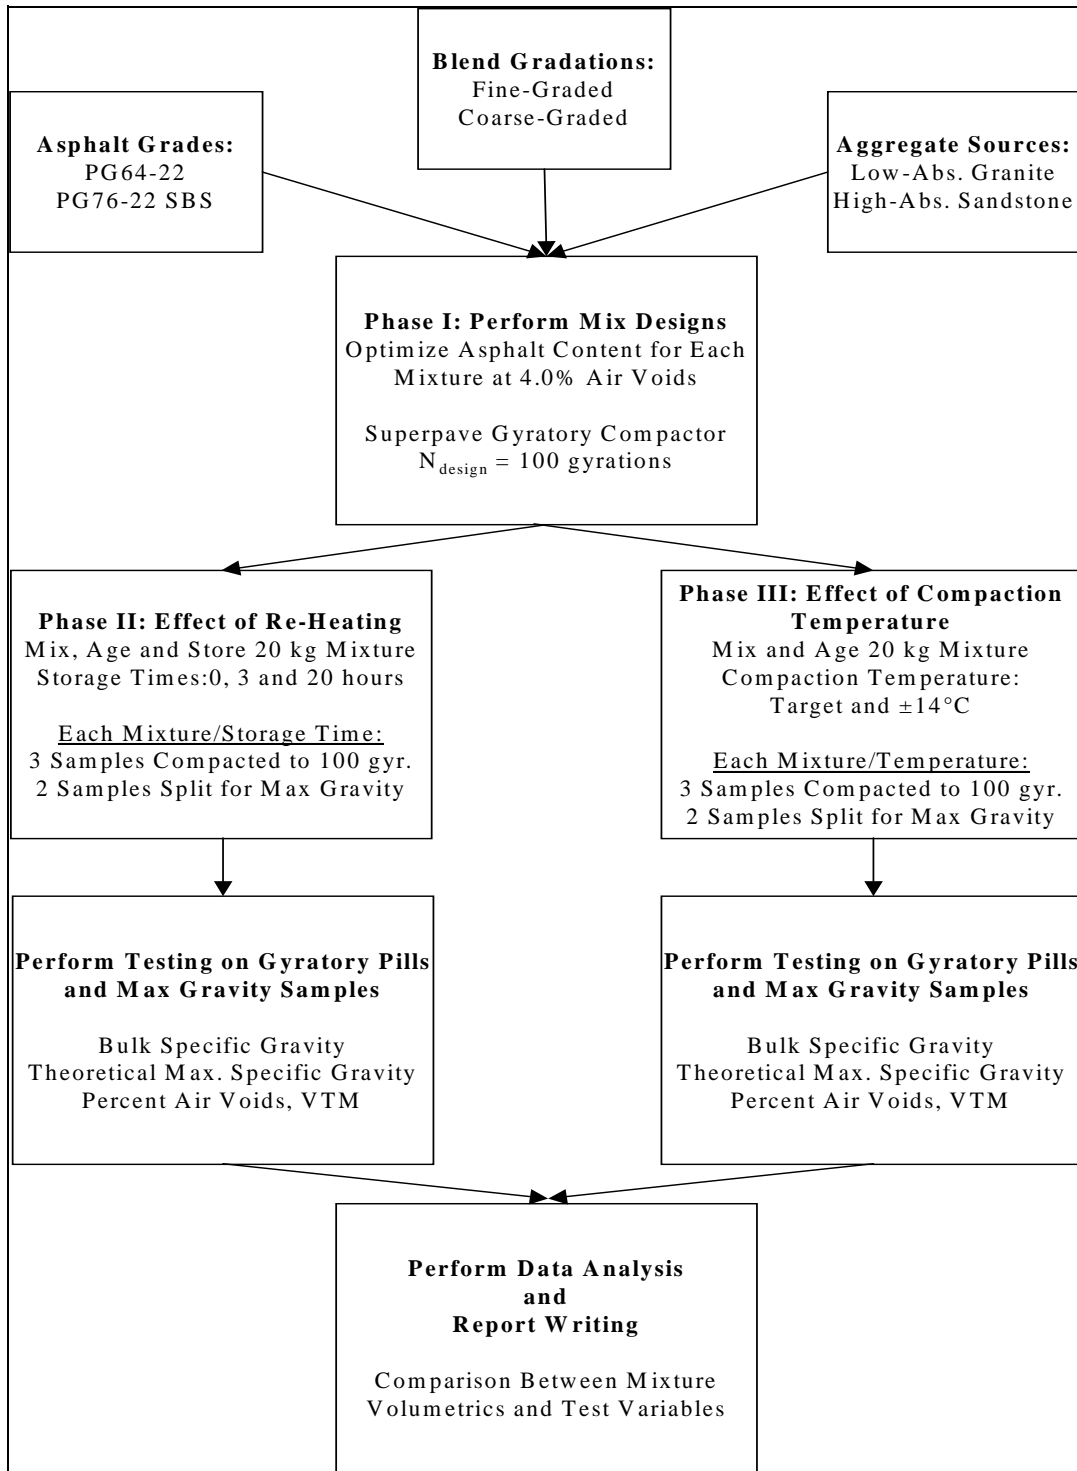 Blend Gradations:
Fine-Graded
Coarse-Graded
Asphalt Grades:
PG64-22
PG76-22 SBS
Aggregate Sources:
Low-Abs. Granite
High-Abs. Sandstone
Phase I: Perform Mix Designs
Optimize Asphalt Content for Each
Mixture at 4.0% Air Voids
Superpave Gyratory Compactor
Ndesign = 100 gyrations
Phase II: Effect of Re-Heating
Mix, Age and Store 20 kg Mixture
Storage Times:0, 3 and 20 hours
Each Mixture/Storage Time:
3 Samples Compacted to 100 gyr.
2 Samples Split for Max Gravity
Phase III: Effect of Compaction
Temperature
Mix and Age 20 kg Mixture
Compaction Temperature:
Target and ±14°C
Each Mixture/Temperature:
3 Samples Compacted to 100 gyr.
2 Samples Split for Max Gravity
Perform Testing on Gyratory Pills
and Max Gravity Samples
Bulk Specific Gravity
Theoretical Max. Specific Gravity
Percent Air Voids, VTM
Perform Testing on Gyratory Pills
and Max Gravity Samples
Bulk Specific Gravity
Theoretical Max. Specific Gravity
Percent Air Voids, VTM
Perform Data Analysis
and
Report Writing
Comparison Between Mixture
Volumetrics and Test Variables